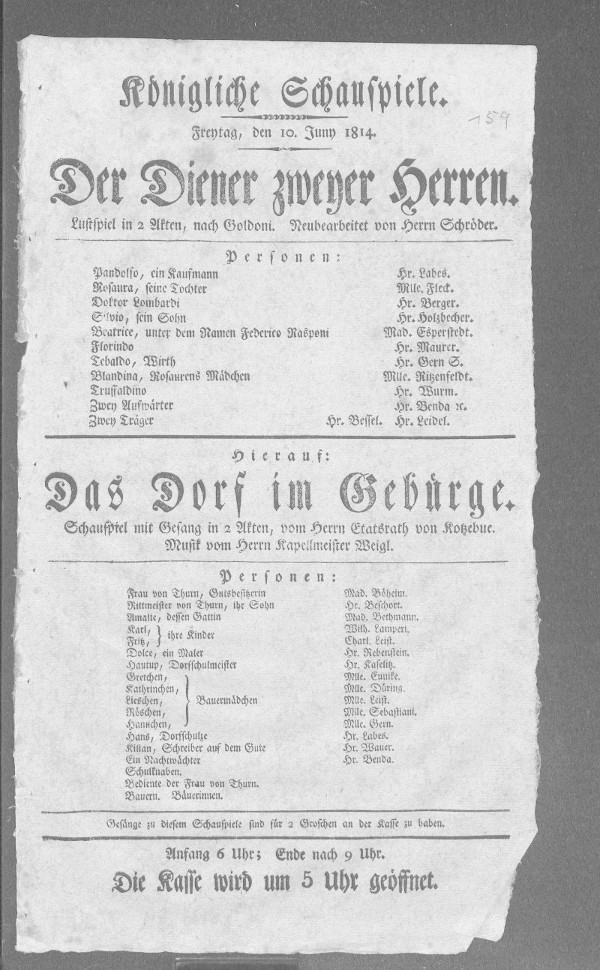 Königliche Schauspiele.
159
Freytag, den 10. Juny 1814.
Der Diener zweyer Herren.
Lustspiel in 2 Akten, nach Goldoni. Neubearbeitet von Herrn Schröder.
Personen:
Pandolfo, ein Kaufmann Hr. Labes.
Rosaura, seine Tochter Mlle. Fleck.
Doktor Lombardi Hr. Berger.
Silvio, sein Sohn Hr. Holzbecher.
Beatrice, unter dem Namen Federico Rasponi Mad. Esperstedt.
Florindo Hr. Maurer.
Tebaldo, Wirth Hr. Gern S.
Blandina, Rosaurens Mädchen Mlle. Ritzenfeldt.
Truffaldino Hr. Wurm.
Zwey Aufwärter Hr. Benda ꝛc.
Zwey Träger Hr. Bessel. Hr. Leidel.
Hierauf:
Das Dorf im Gebürge.
Schauspiel mit Gesang in 2 Akten, vom Herrn Etatsrath von Kotzebue.
Musik vom Herrn Kapellmeister Weigl.
Personen:
Frau von Thurn, Gutsbesitzerin Mad. Böheim.
Rittmeister von Thurn, ihr Sohn Hr. Beschort.
Amalie, dessen Gattin Mad. Bethmann.
Karl, Wilh. Lampert.
ihre Kinder
Fritz, Charl. Leist.
Dolce, ein Maler Hr. Rebenstein.
Hautup, Dorfschulmeister Hr. Kaselitz.
Gretchen, Mlle. Eunike.
Kathrinchen, Mlle. Düring.
Lieschen, Bauermädchen Mlle. Leist.
Röschen, Mlle. Sebastiani.
Hannchen, Mlle. Gern.
Hans, Dorfschulze Hr. Labes.
Kilian, Schreiber auf dem Gute Hr. Wauer.
Ein Nachtwächter Hr. Benda.
Schulknaben.
Bediente der Frau von Thurn.
Bauern. Bäuerinnen.
Gesänge zu diesem Schauspiele sind für 2 Groschen an der Kasse zu haben.
Anfang 6 Uhr; Ende nach 9 Uhr.
Die Kasse wird um 5 Uhr geöffnet.